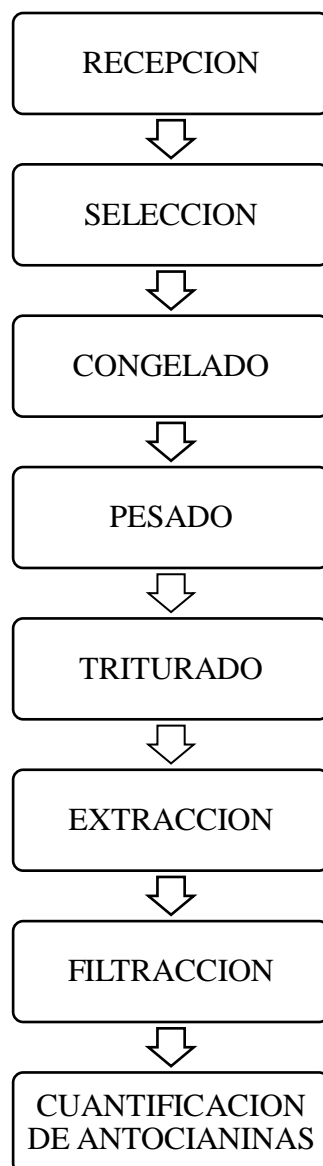 RECEPCION
SELECCION
CONGELADO
PESADO
TRITURADO
EXTRACCION
FILTRACCION
CUANTIFICACION
DE ANTOCIANINAS